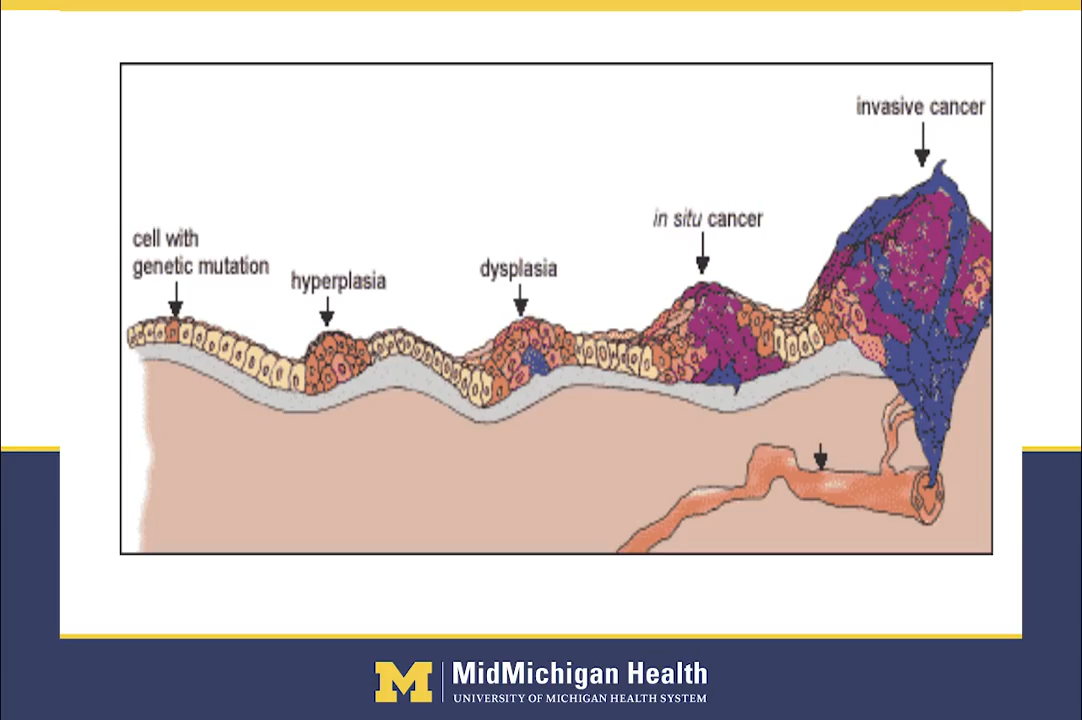 invasive cancer
in situ cancer
cell with
genetic mutation
hyperplasia
dysplasia
M
MidMichigan Health
UNIVERSITY OF MICHIGAN HEALTH SYSTEM